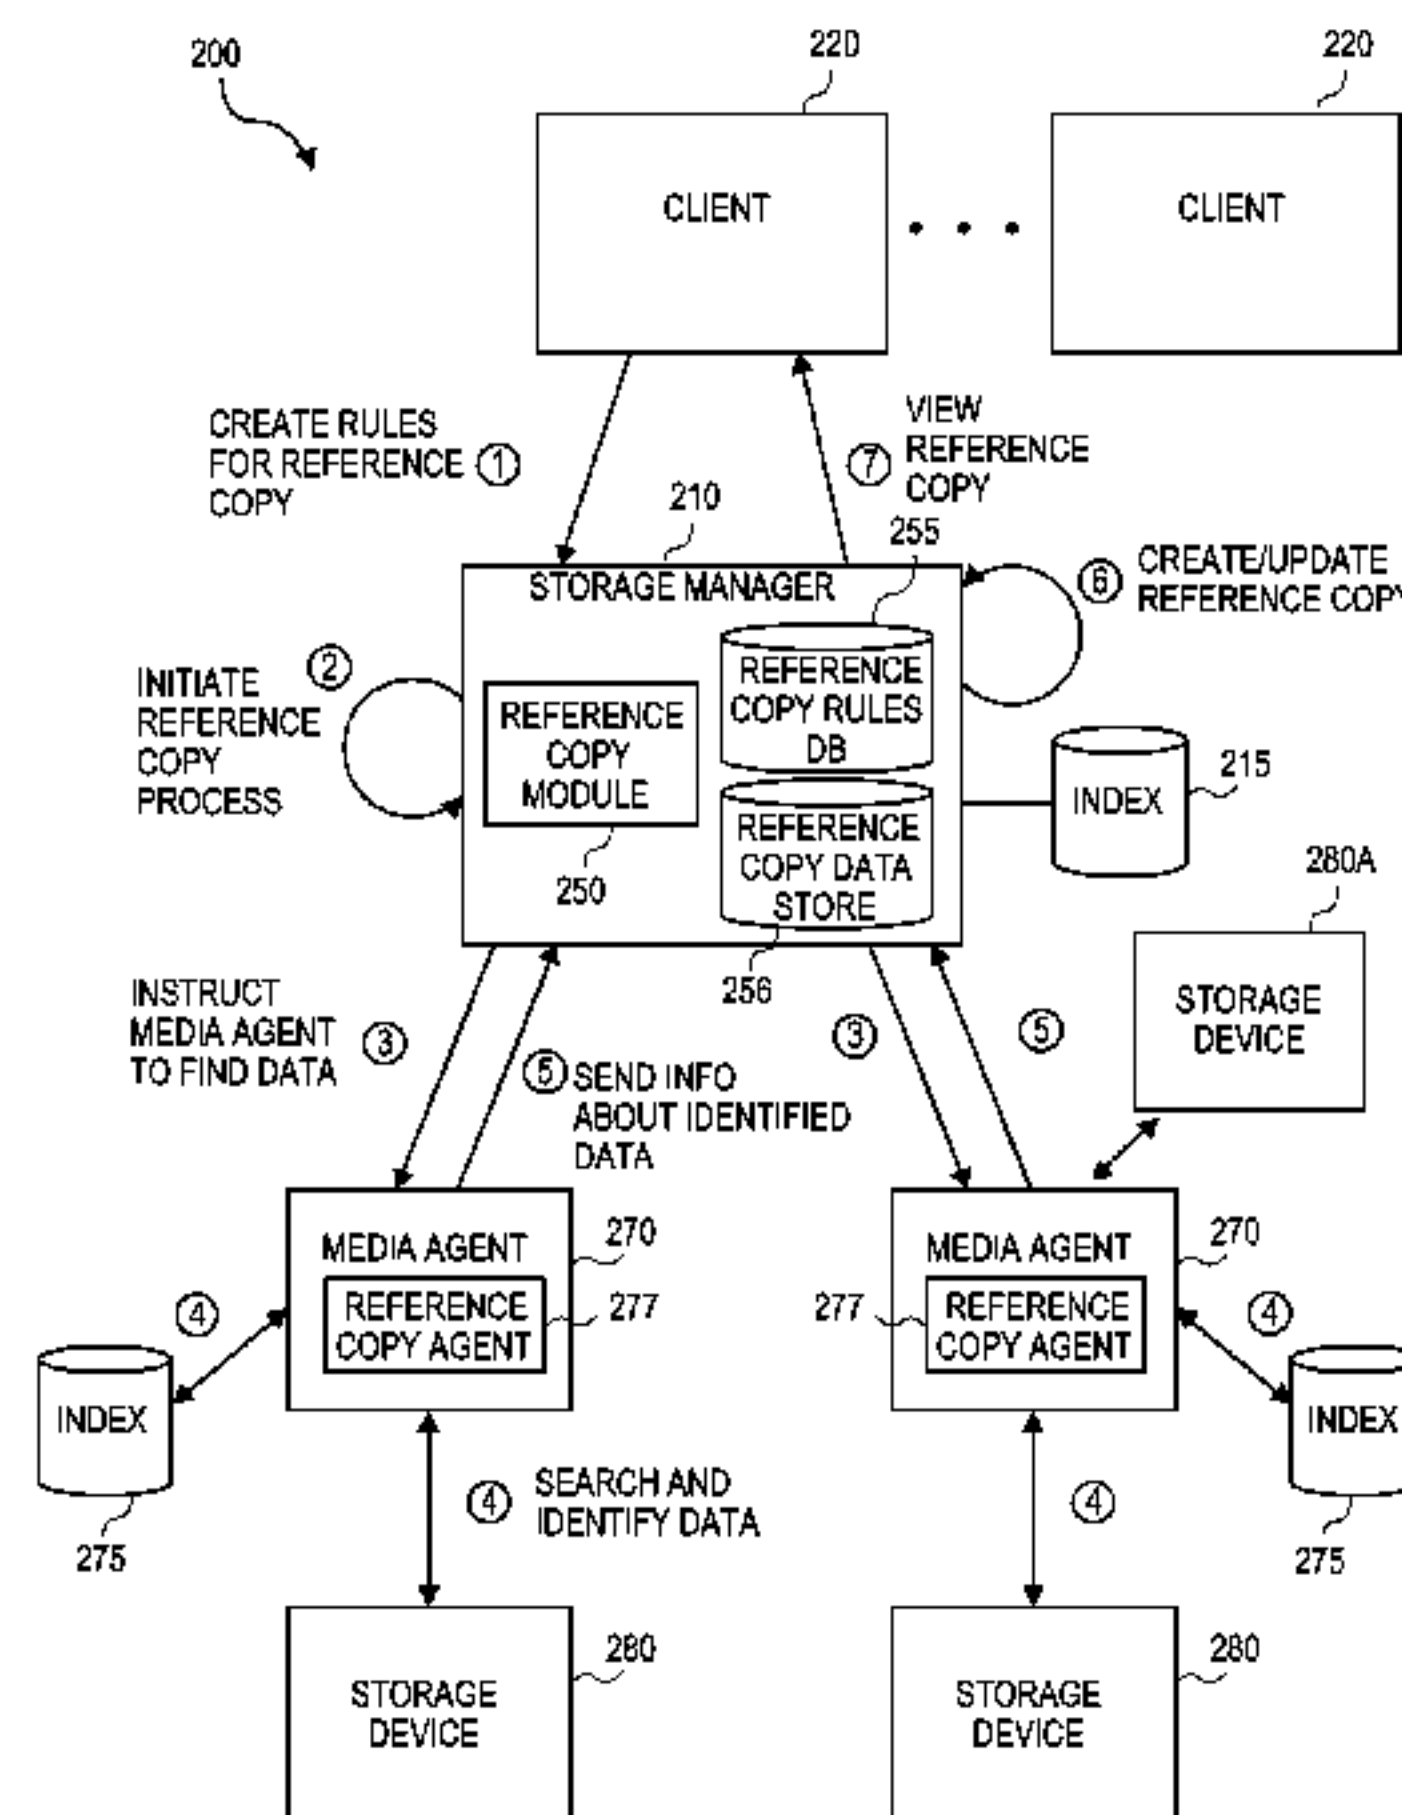 200
220
220
CLIENT
CLIENT
CREATE RULES
FOR REFERENCE
COPY
1
7
VIEW
REFERENCE
COPY
210
255
STORAGE MANAGER
6
CREATE/UPDATE
REFERENCE COPY
2
INITIATE
REFERENCE
COPY
PROCESS
REFERENCE
COPY
MODULE
250
REFERENCE
COPY RULES
DB
REFERENCE
COPY DATA
STORE
256
INDEX
215
280A
STORAGE
DEVICE
INSTRUCT
MEDIA AGENT
TO FIND DATA
3
5
SEND INFO
ABOUT IDENTIFIED
DATA
3
5
MEDIA AGENT
270
REFERENCE
COPY AGENT
277
MEDIA AGENT
270
277
REFERENCE
COPY AGENT
4
INDEX
275
4
INDEX
275
4
SEARCH AND
IDENTIFY DATA
4
STORAGE
DEVICE
280
STORAGE
DEVICE
280